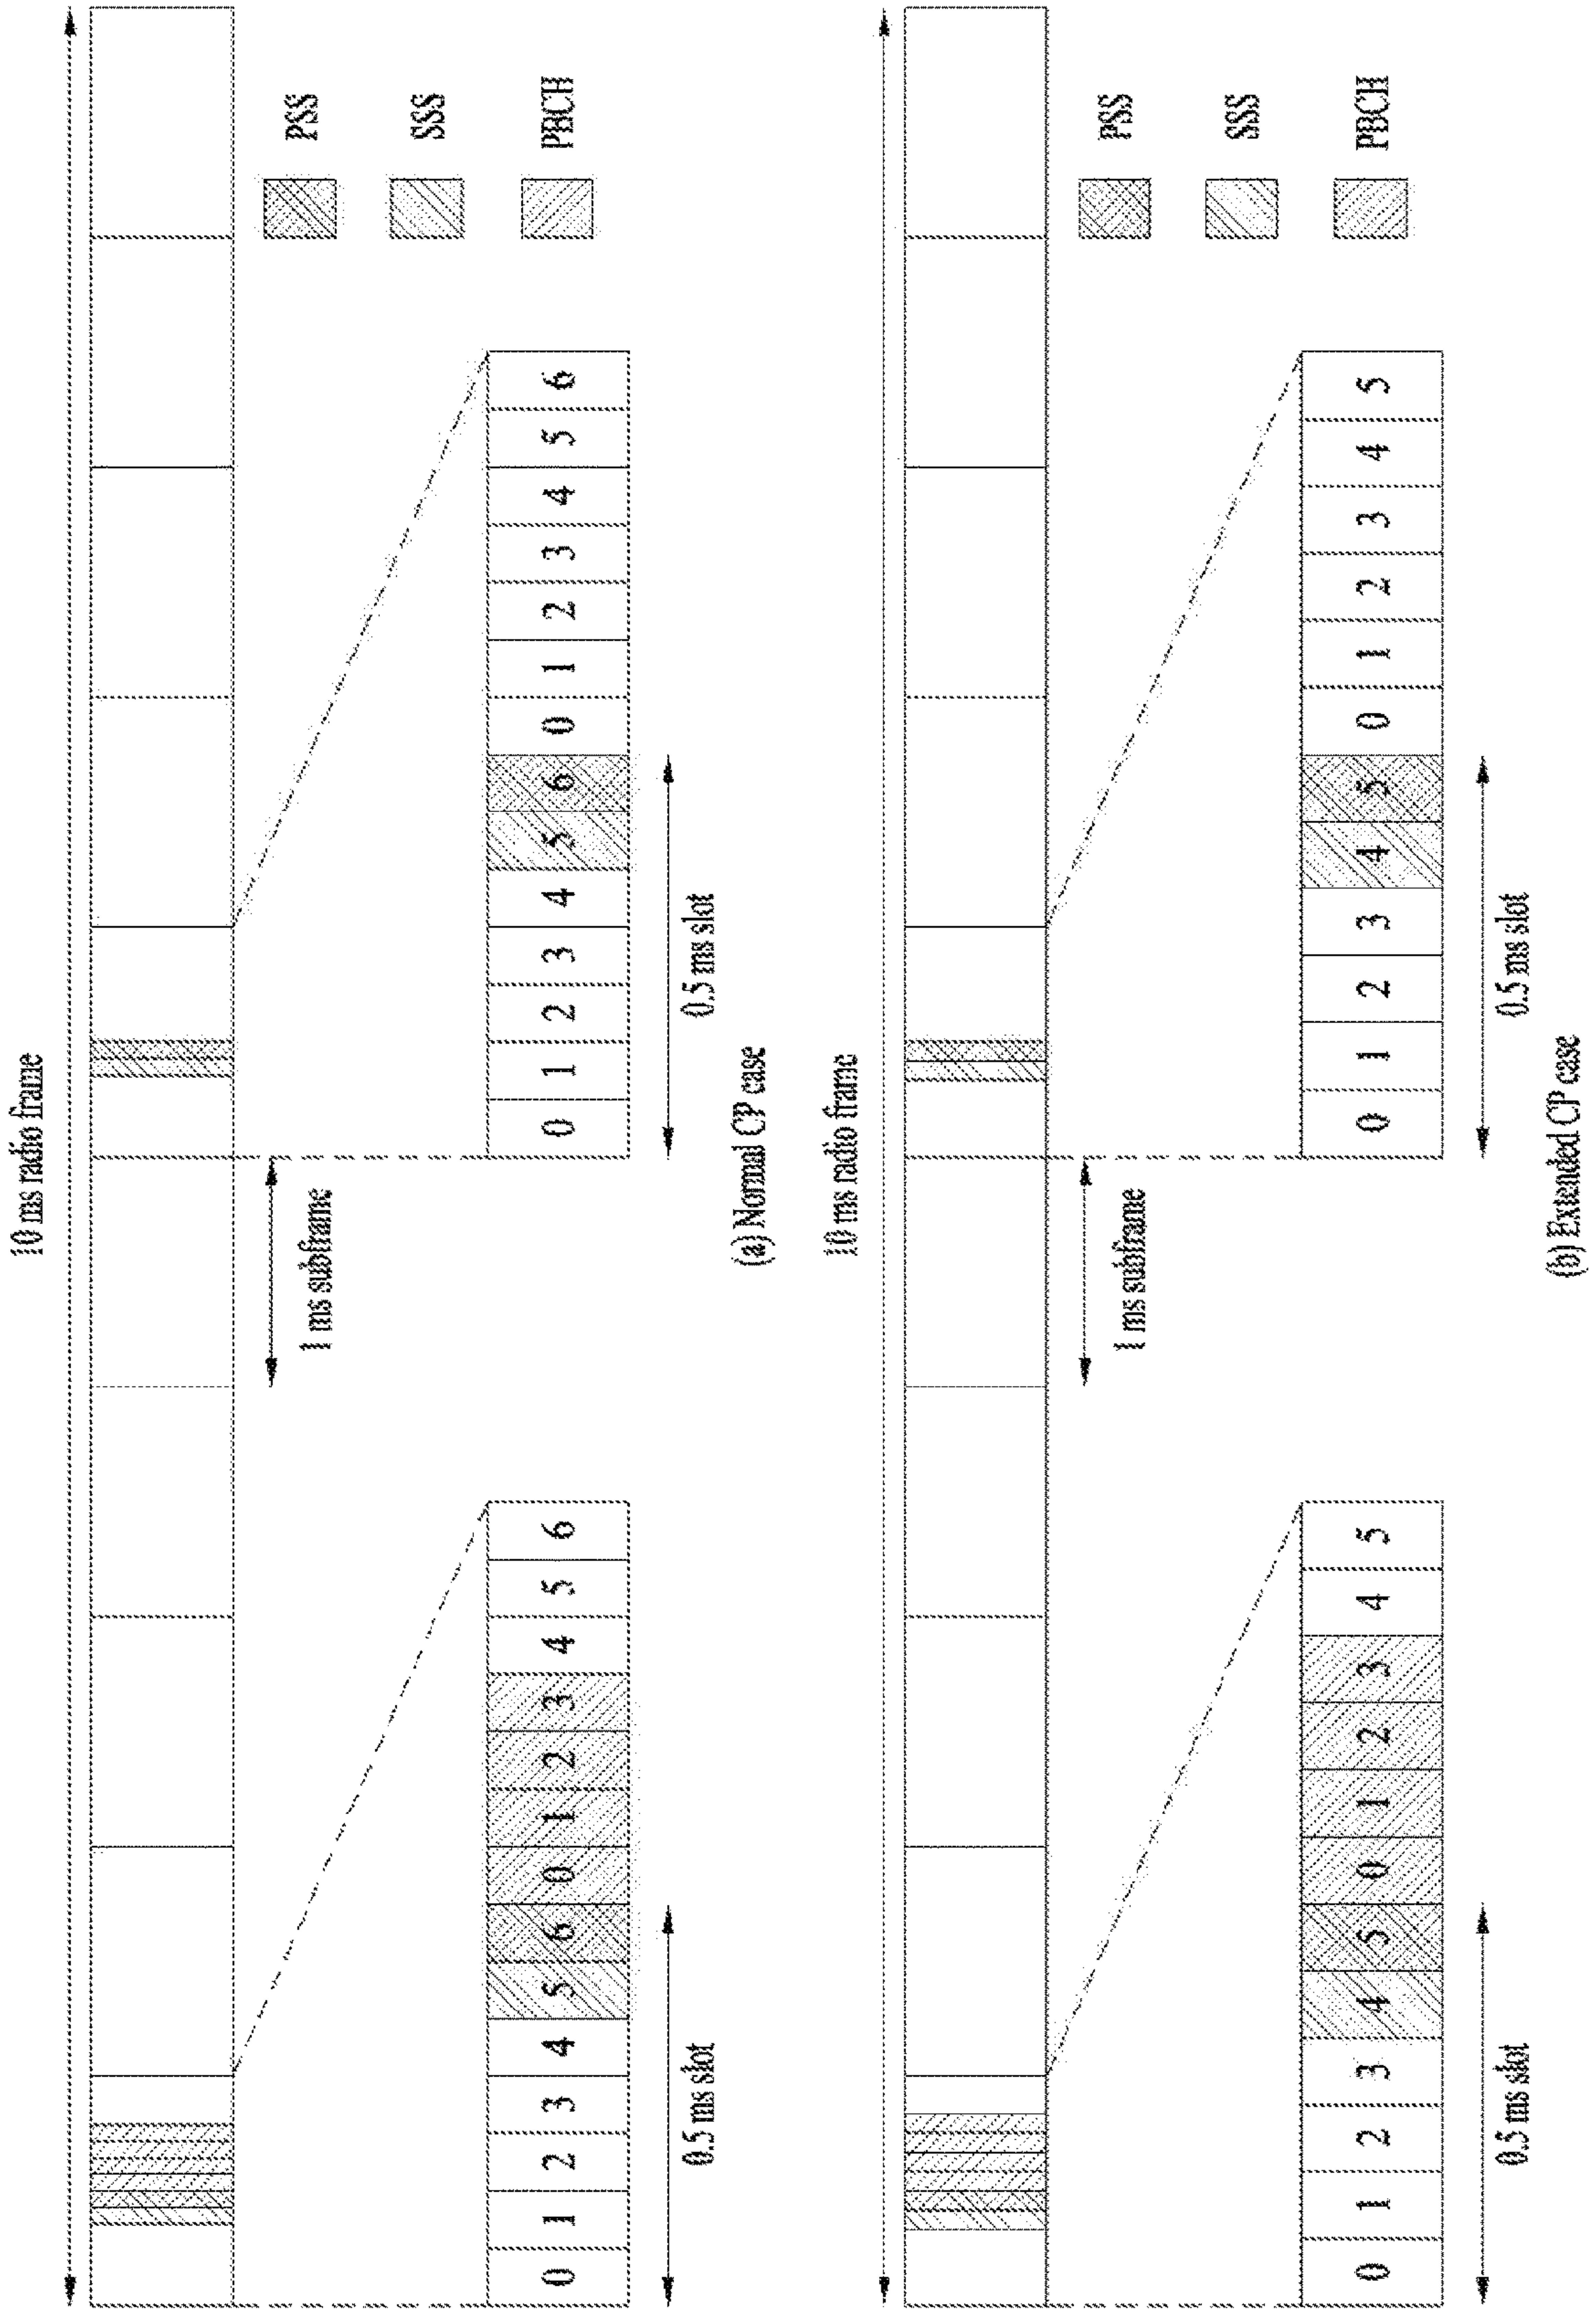 10 ms radio frame
PSS
SSS
PBCH
1 ms subframe
0 1 2 3 4 5 6 0 1 2 3 4 5 6
0 1 2 3 4 5 6 0 1 2 3 4 5 6
0.5 ms slot
0.5 ms slot
(a) Normal CP case
10 ms radio frame
PSS
SSS
PBCH
1 ms subframe
0 1 2 3 4 5 0 1 2 3 4 5
0 1 2 3 4 5 0 1 2 3 4 5
0.5 ms slot
0.5 ms slot
(b) Extended CP case